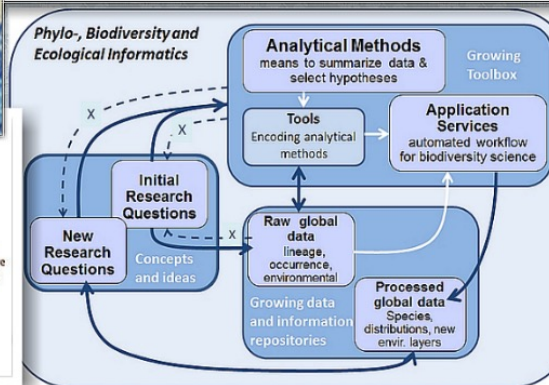 Phylo-, Biodiversity and
Ecological Informatics
Analytical Methods
means to summarize data &
select hypotheses
Growing
Toolbox
X
X
Tools
Encoding analytical
methods
Application
Services
automated workflow
for biodiversity science
Initial
Research
Questions
New
Research
Questions
Concepts
and ideas
X
Raw global
data
lineage,
occurrence,
environmental
Growing data
and information
repositories
Processed
global data
Species,
distributions, new
envir. layers